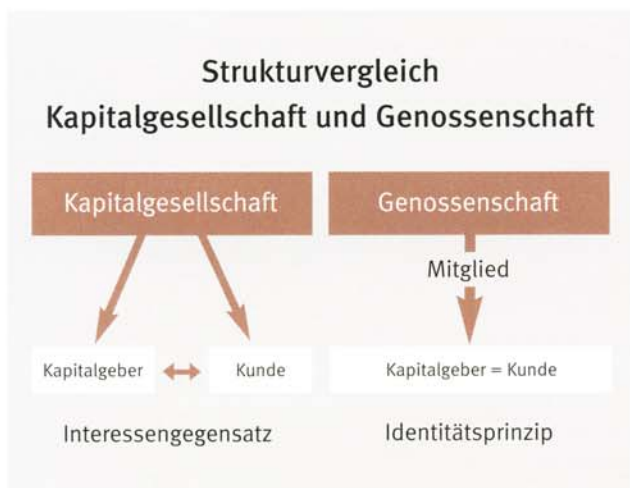 Strukturvergleich
Kapitalgesellschaft und Genossenschaft
Kapitalgesellschaft
Kapitalgeber
Kunde
Interessengegensatz
Genossenschaft
Mitglied
Kapitalgeber = Kunde
Identitätsprinzip